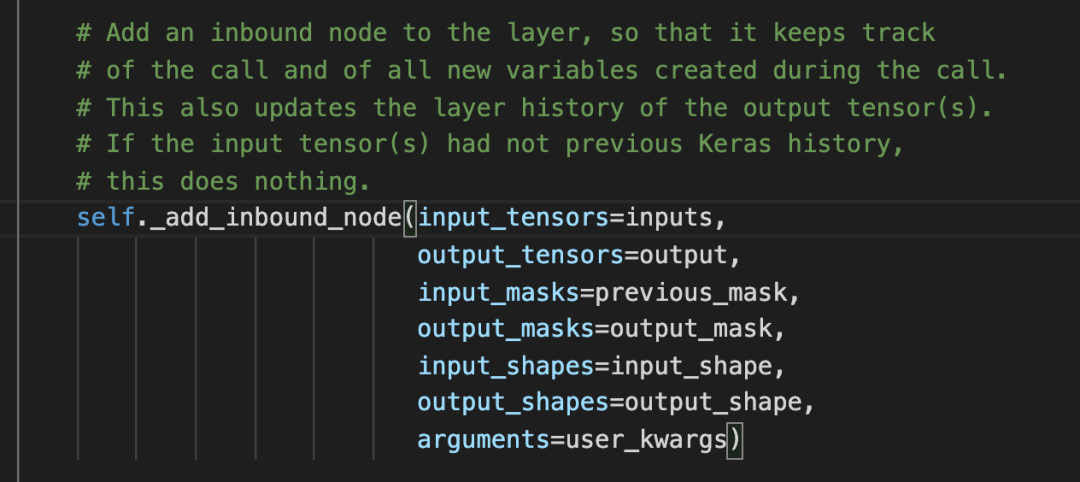 # Add an inbound node to the layer, so that it keeps track
# of the call and of all new variables created during the call.
# This also updates the layer history of the output tensor(s).
# If the input tensor(s) had not previous Keras history,
# this does nothing.
self._add_inbound_node(input_tensors=inputs,
output_tensors=output,
input_masks=previous_mask,
output_masks=output_mask,
input_shapes=input_shape,
output_shapes=output_shape,
arguments=user_kwargs)